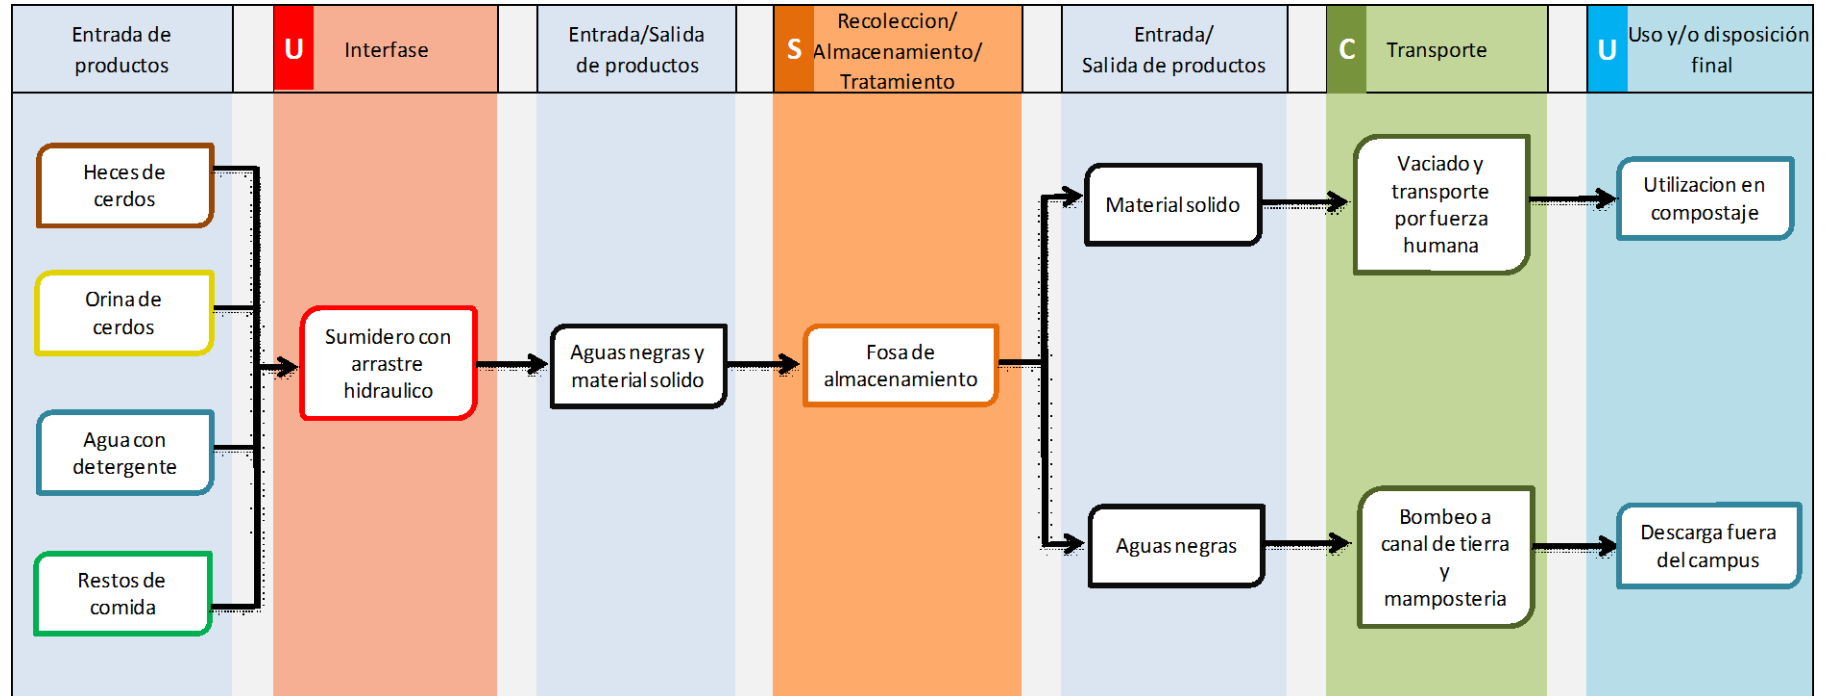 Entrada de
productos
U
Interfase
Entrada/Salida
de productos
S
Recoleccion/
Almacenamiento/
Tratamiento
Entrada/
Salida de productos
C
Transporte
U
Uso y/o disposición
final
Heces de
cerdos
Orina de
cerdos
Agua con
detergente
Restos de
comida
Sumidero con
arrastre
hidraulico
Aguas negras y
material solido
Fosa de
almacenamiento
Material solido
Aguas negras
Vaciado y
transporte
por fuerza
humana
Bombeo a
canal de tierra
y
mamposteria
Utilizacion en
compostaje
Descarga fuera
del campus